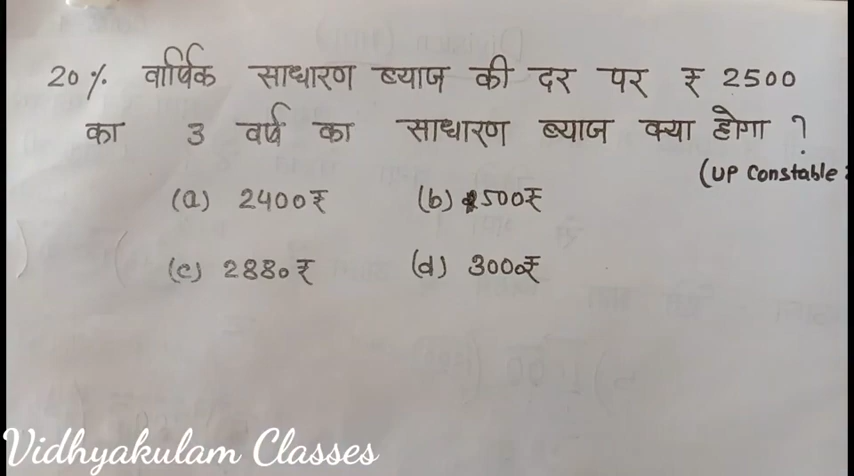 20% वार्षिक साधारण ब्याज की दर पर ₹ 2500
का 3 वर्ष का साधारण ब्याज क्या होगा ?
(UP Constable
(a) 2400₹ (b) 1500₹
(c) 2880₹ (d) 3000₹
Vidhyakulam Classes